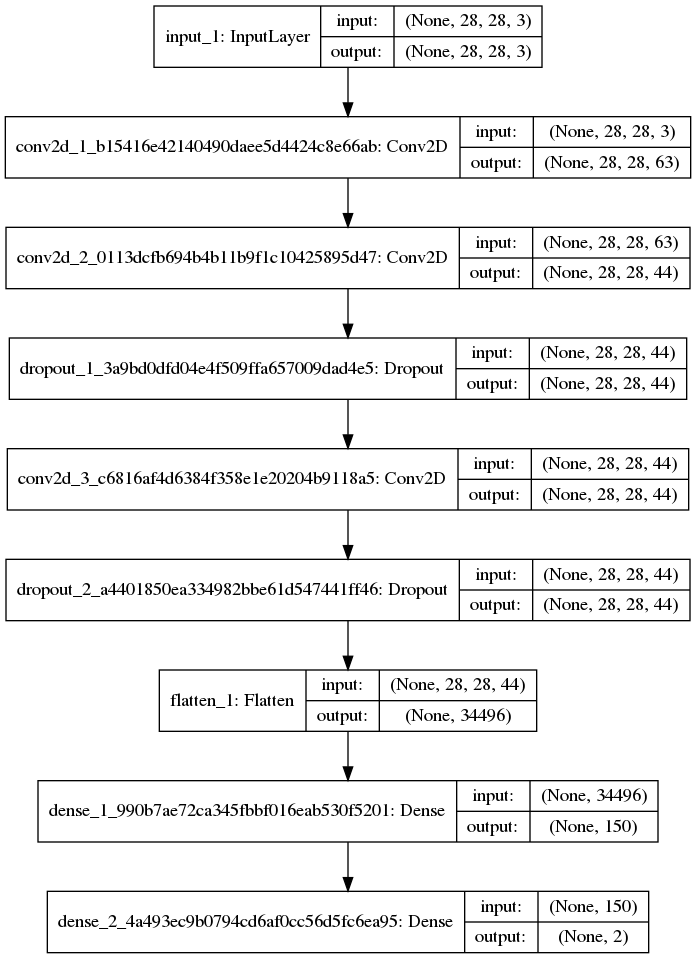 input_1: InputLayer
input: (None, 28, 28, 3)
output: (None, 28, 28, 3)
conv2d_1_b15416e42140490daee5d4424c8e66ab: Conv2D
input: (None, 28, 28, 3)
output: (None, 28, 28, 63)
conv2d_2_0113dcfb694b4b11b9f1c10425895d47: Conv2D
input: (None, 28, 28, 63)
output: (None, 28, 28, 44)
dropout_1_3a9bd0dfd04e4f509ffa657009dad4e5: Dropout
input: (None, 28, 28, 44)
output: (None, 28, 28, 44)
conv2d_3_c6816af4d6384f358e1e20204b9118a5: Conv2D
input: (None, 28, 28, 44)
output: (None, 28, 28, 44)
dropout_2_a4401850ea334982bbe61d547441ff46: Dropout
input: (None, 28, 28, 44)
output: (None, 28, 28, 44)
flatten_1: Flatten
input: (None, 28, 28, 44)
output: (None, 34496)
dense_1_990b7ae72ca345fbbf016eab530f5201: Dense
input: (None, 34496)
output: (None, 150)
dense_2_4a493ec9b0794cd6af0cc56d5fc6ea95: Dense
input: (None, 150)
output: (None, 2)